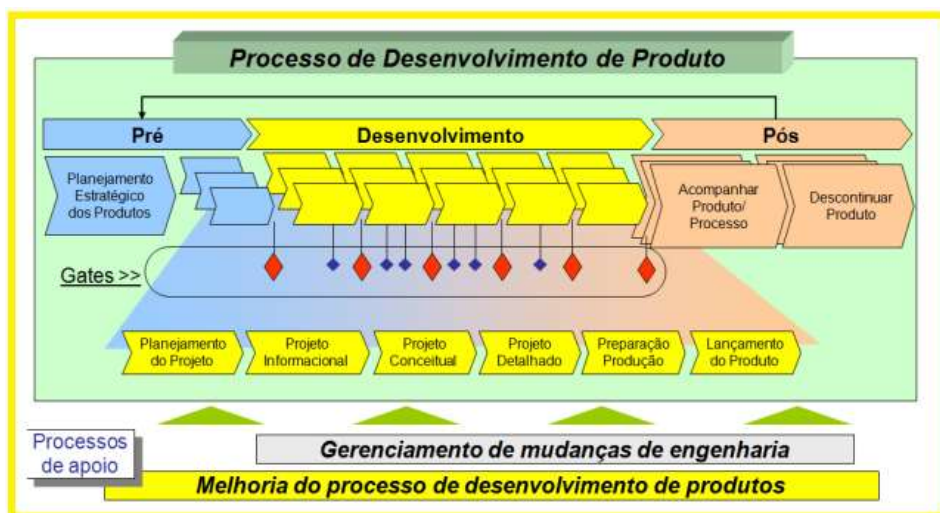 Processo de Desenvolvimento de Produto
Pré
Desenvolvimento
Pós
Planejamento
Estratégico
dos Produtos
Acompanhar
Produto/
Processo
Descontinuar
Produto
Gates >>
Planejamento
do Projeto
Projeto
Informacional
Projeto
Conceitual
Projeto
Detalhado
Preparação
Produção
Lançamento
do Produto
Processos
de apoio
Gerenciamento de mudanças de engenharia
Melhoria do processo de desenvolvimento de produtos